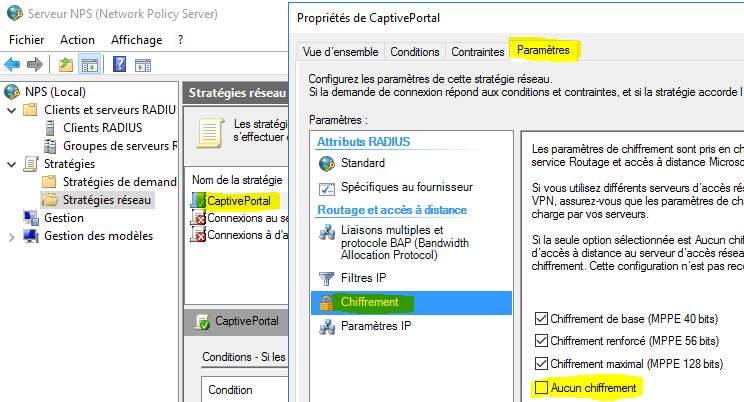 Serveur NPS (Network Policy Server)
Fichier Action Affichage ?
NPS (Local)
Clients et serveurs RADIU
Clients RADIUS
Groupes de serveurs R
Stratégies
Stratégies de demand
Stratégies réseau
Gestion
Gestion des modèles
Stratégies réseau
Les stratégi
s'effectuer
Nom de la stratégie
CaptivePortal
Connexions au se
Connexions à d'a
CaptivePortal
Conditions - Si les
Condition
Propriétés de CaptivePortal
Vue d'ensemble Conditions Contraintes Paramètres
Configurez les paramètres de cette stratégie réseau.
Si la demande de connexion répond aux conditions et contraintes, et si la stratégie accorde l
Paramètres :
Attributs RADIUS
Standard
Spécifiques au fournisseur
Routage et accès à distance
Liaisons multiples et
protocole BAP (Bandwidth
Allocation Protocol)
Filtres IP
Chiffrement
Paramètres IP
Les paramètres de chiffrement sont pris en ch
service Routage et accès à distance Microso
Si vous utilisez différents serveurs d'accès rés
VPN, assurez-vous que les paramètres de ch
charge par vos serveurs.
Si la seule option sélectionnée est Aucun chif
d'accès à distance au serveur d'accès résea
chiffrement. Cette configuration n'est pas reco
Chiffrement de base (MPPE 40 bits)
Chiffrement renforcé (MPPE 56 bits)
Chiffrement maximal (MPPE 128 bits)
Aucun chiffrement